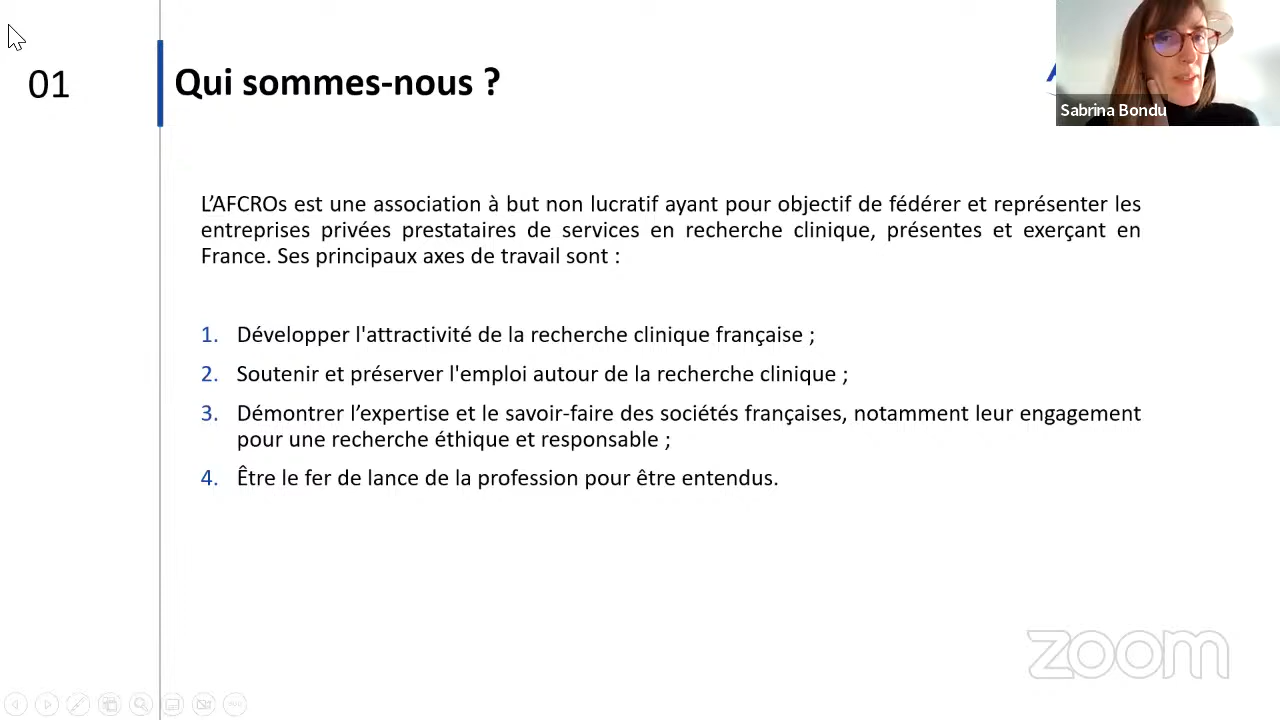 01
Qui sommes-nous ?
Sabrina Bondu
L’AFCROs est une association à but non lucratif ayant pour objectif de fédérer et représenter les
entreprises privées prestataires de services en recherche clinique, présentes et exerçant en
France. Ses principaux axes de travail sont :
1. Développer l'attractivité de la recherche clinique française ;
2. Soutenir et préserver l'emploi autour de la recherche clinique ;
3. Démontrer l’expertise et le savoir-faire des sociétés françaises, notamment leur engagement
pour une recherche éthique et responsable ;
4. Être le fer de lance de la profession pour être entendus.
zoom